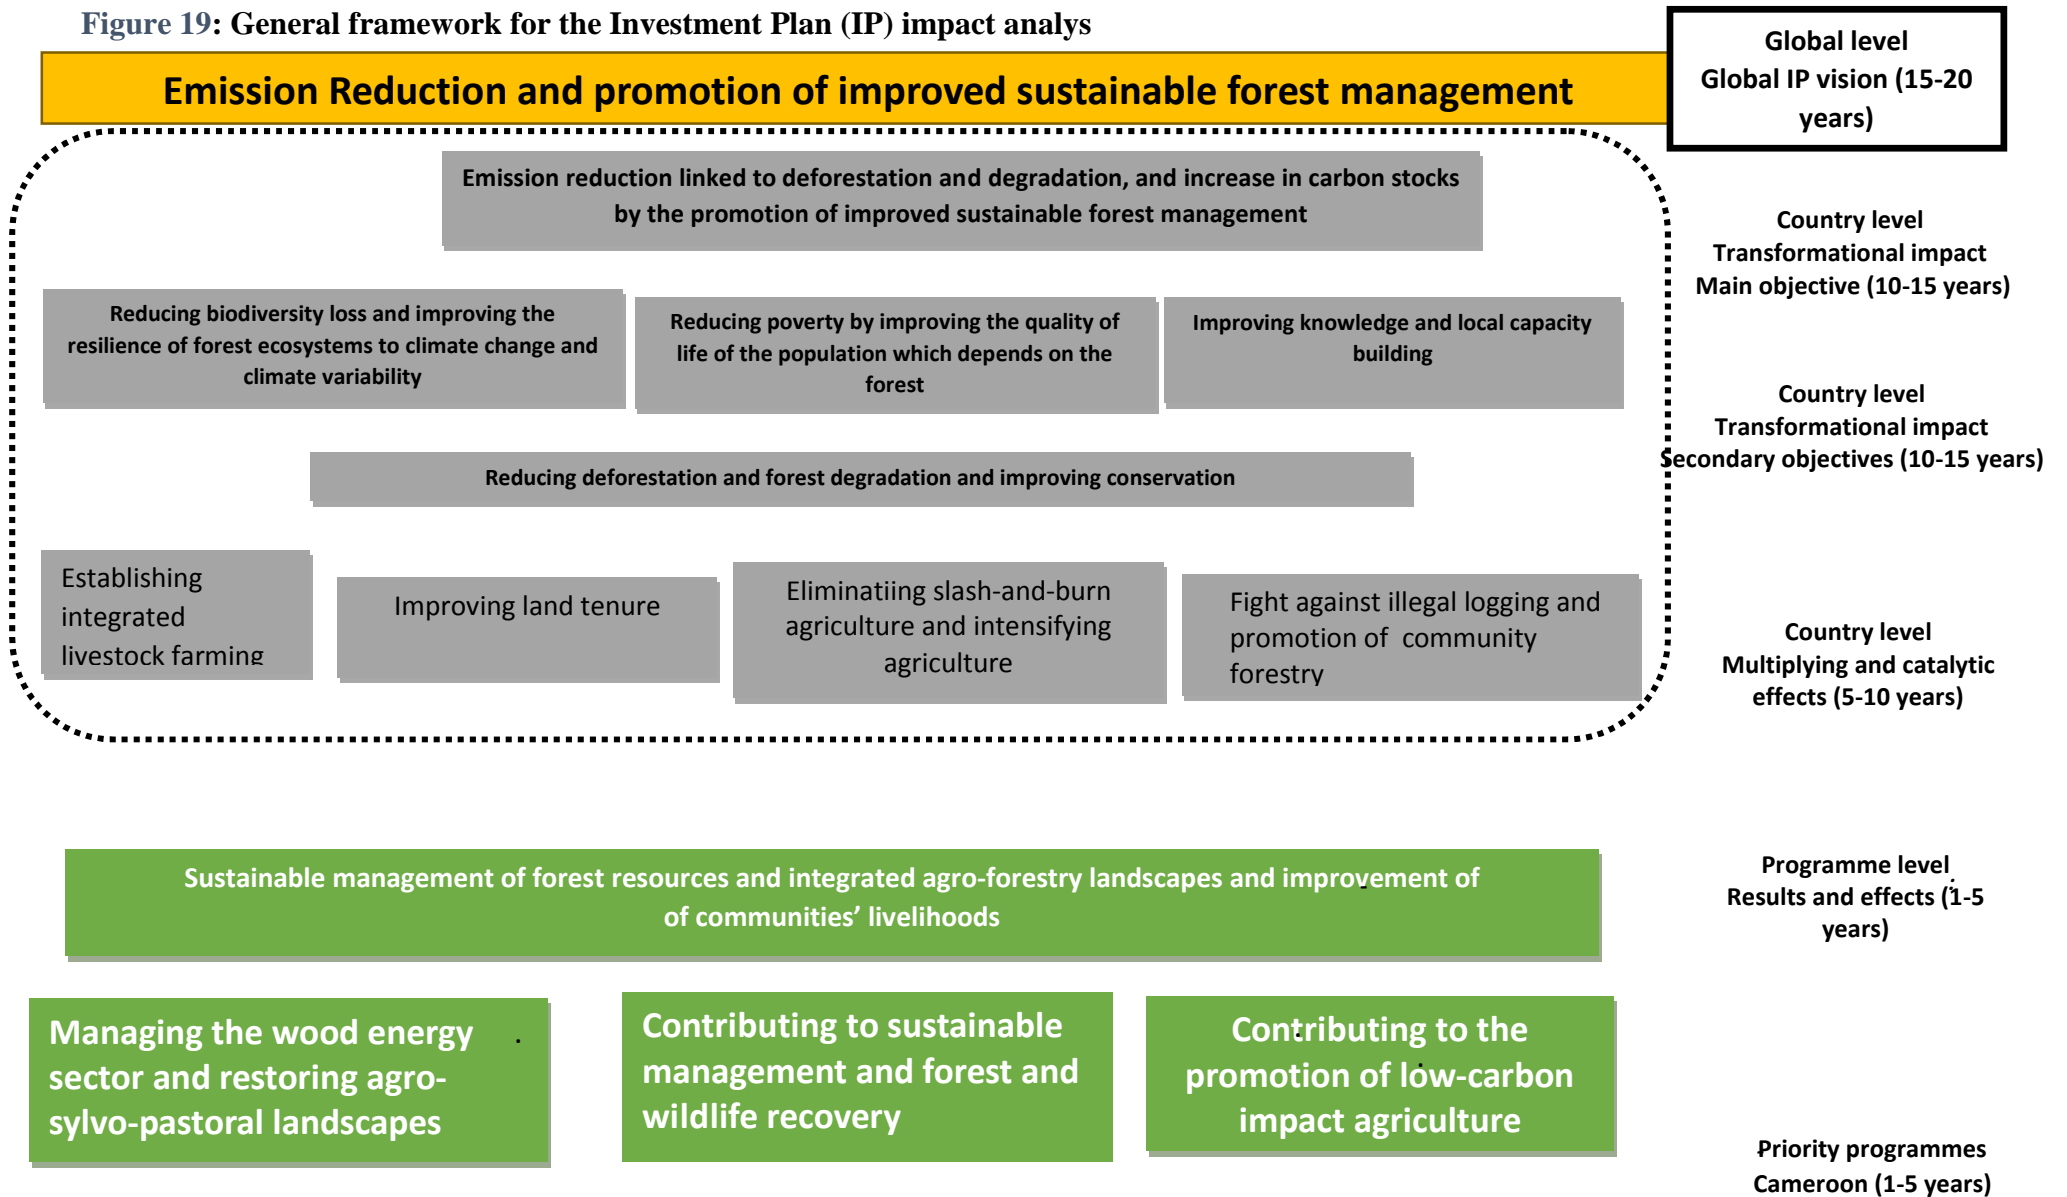 Figure 19: General framework for the Investment Plan (IP) impact analys
Emission Reduction and promotion of improved sustainable forest management
Global level
Global IP vision (15-20
years)
Emission reduction linked to deforestation and degradation, and increase in carbon stocks
by the promotion of improved sustainable forest management
Country level
Transformational impact
Main objective (10-15 years)
Reducing biodiversity loss and improving the
resilience of forest ecosystems to climate change and
climate variability
Reducing poverty by improving the quality of
life of the population which depends on the
forest
Improving knowledge and local capacity
building
Country level
Transformational impact
Secondary objectives (10-15 years)
Reducing deforestation and forest degradation and improving conservation
Establishing
integrated
livestock farming
Improving land tenure
Eliminatiing slash-and-burn
agriculture and intensifying
agriculture
Fight against illegal logging and
promotion of community
forestry
Country level
Multiplying and catalytic
effects (5-10 years)
Sustainable management of forest resources and integrated agro-forestry landscapes and improvement of
of communities’ livelihoods
Programme level
Results and effects (1-5
years)
Managing the wood energy
sector and restoring agro-
sylvo-pastoral landscapes
Contributing to sustainable
management and forest and
wildlife recovery
Contributing to the
promotion of low-carbon
impact agriculture
Priority programmes
Cameroon (1-5 years)